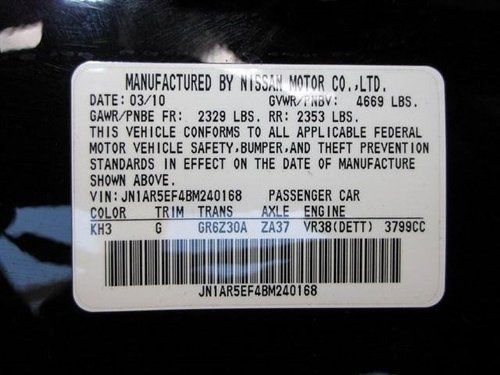 MANUFACTURED BY NISSAN MOTOR CO.,LTD.
DATE: 03/10 GVWR/PNBV: 4669 LBS.
GAWR/PNBE FR: 2329 LBS. RR: 2353 LBS.
THIS VEHICLE CONFORMS TO ALL APPLICABLE FEDERAL
MOTOR VEHICLE SAFETY,BUMPER,AND THEFT PREVENTION
STANDARDS IN EFFECT ON THE DATE OF MANUFACTURE
SHOWN ABOVE.
VIN:JN1AR5EF4BM240168 PASSENGER CAR
COLOR TRIM TRANS AXLE ENGINE
KH3 G GR6Z30A ZA37 VR38(DETT) 3799CC
JN1AR5EF4BM240168